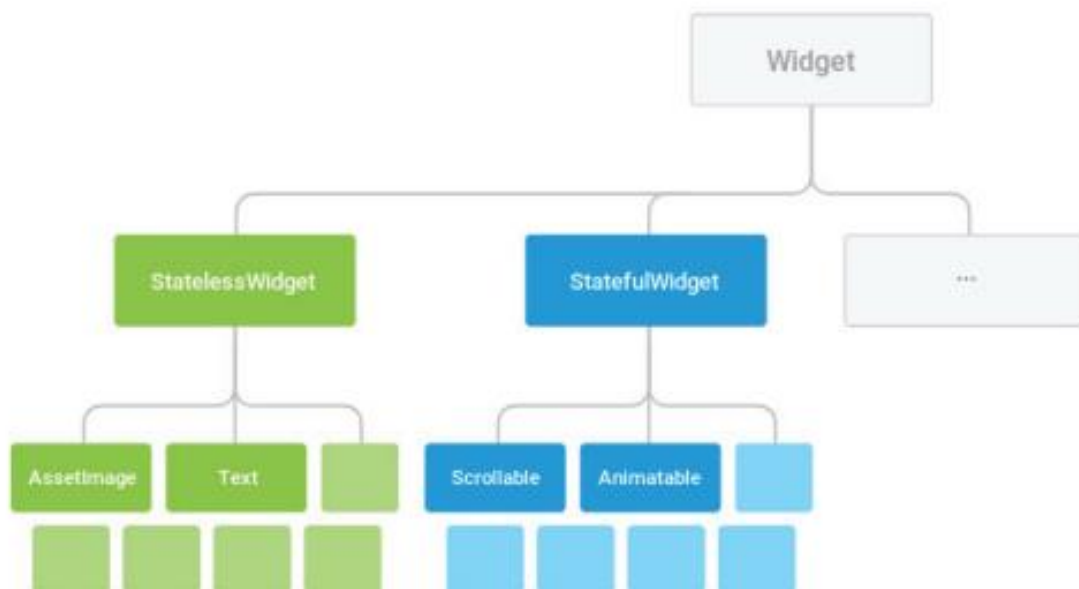 Widget
StatelessWidget
StatefulWidget
...
AssetImage
Text
Scrollable
Animatable